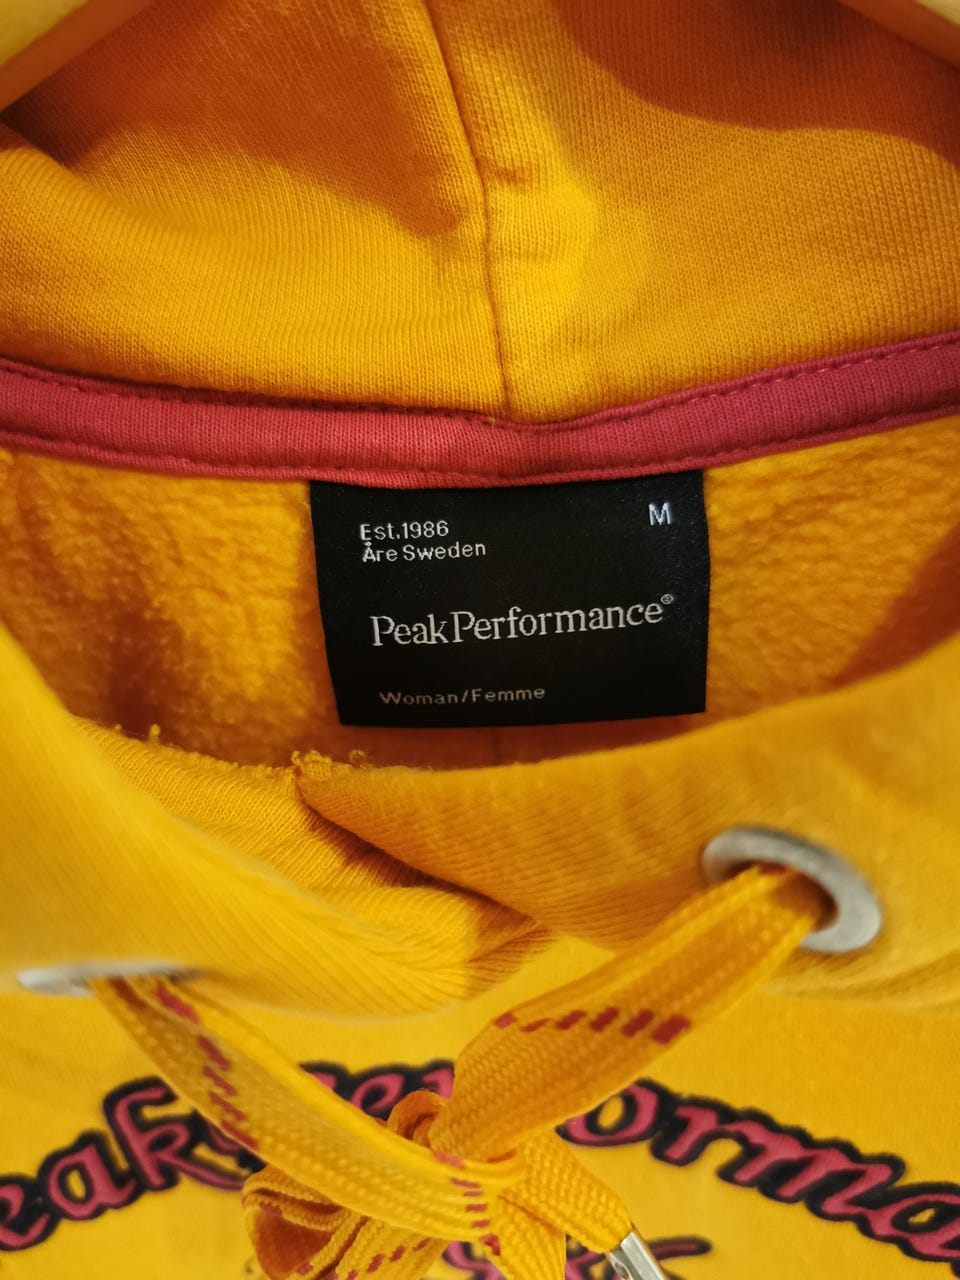 Est.1986
M
Åre Sweden
PeakPerformance®
Woman/Femme